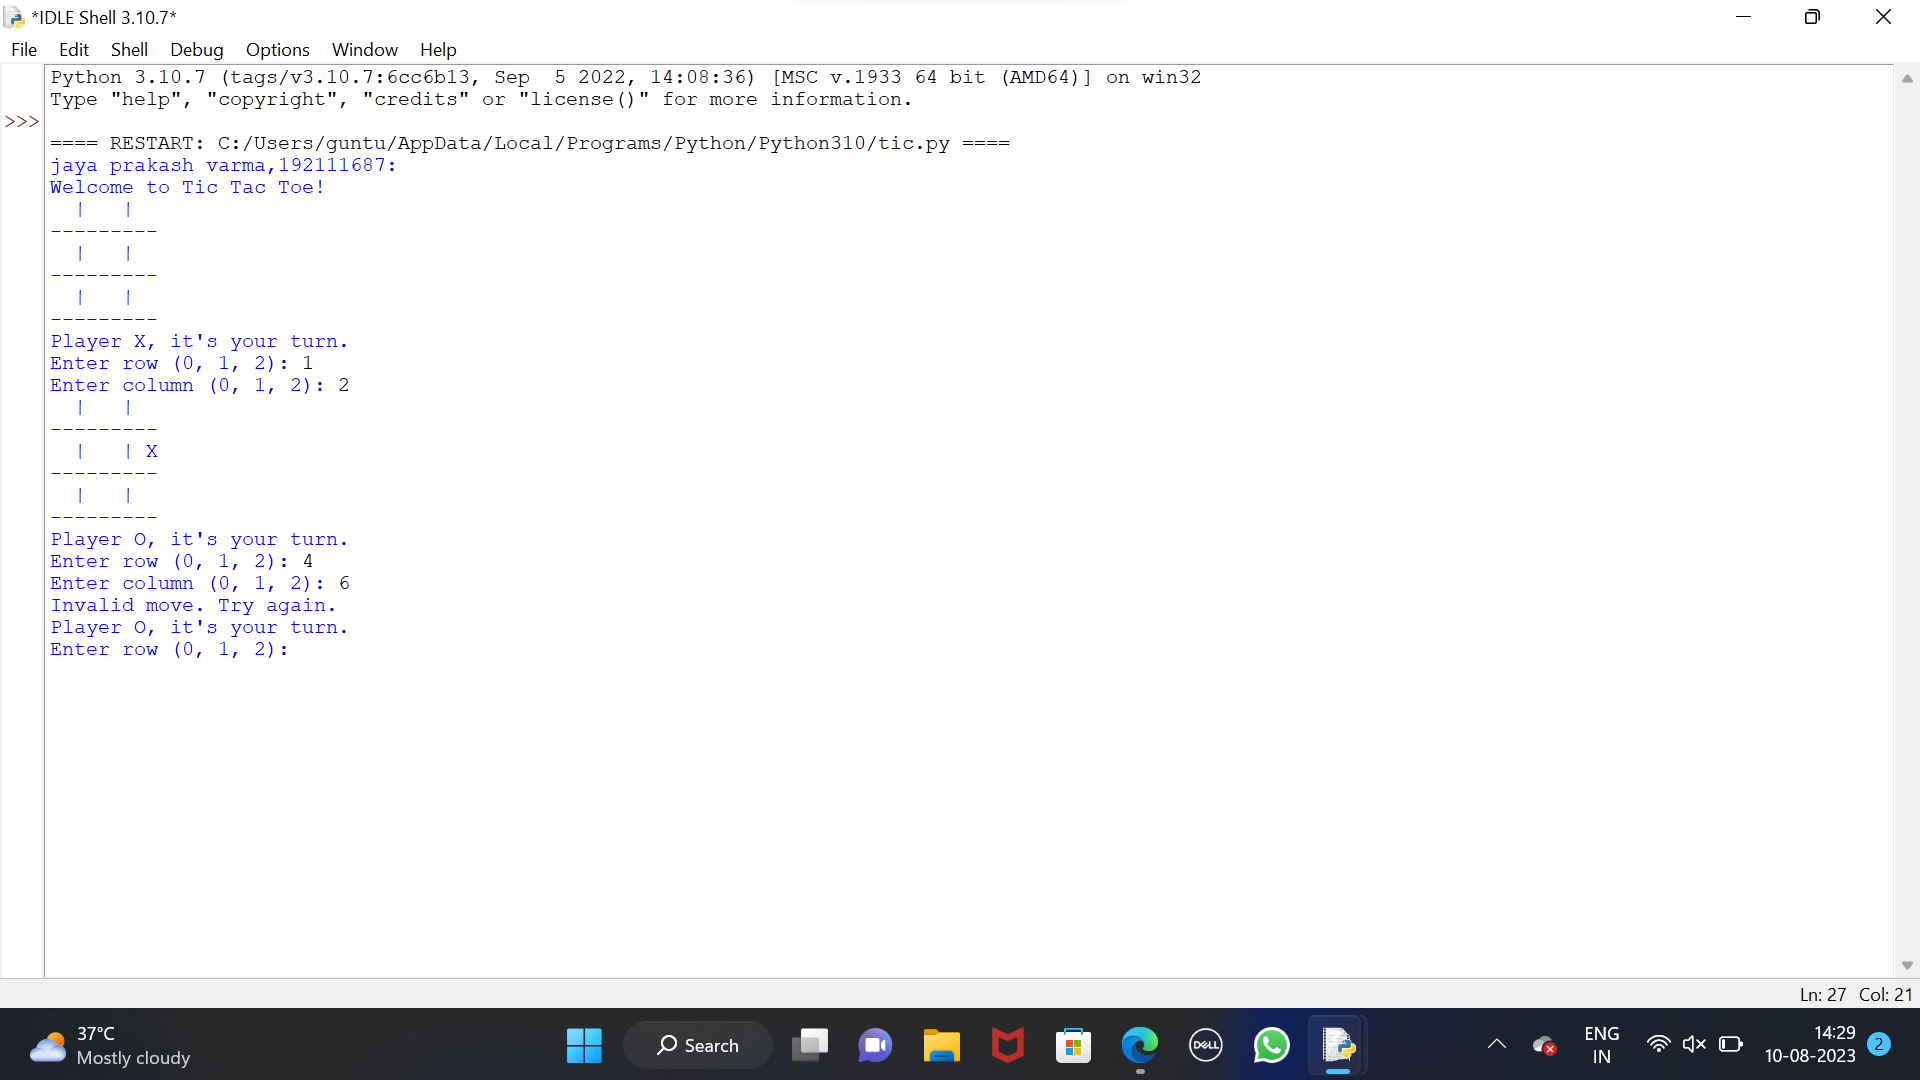 *IDLE Shell 3.10.7*
File Edit Shell Debug Options Window Help
Python 3.10.7 (tags/v3.10.7:6cc6b13, Sep  5 2022, 14:08:36) [MSC v.1933 64 bit (AMD64)] on win32
Type "help", "copyright", "credits" or "license()" for more information.
>>>
==== RESTART: C:/Users/guntu/AppData/Local/Programs/Python/Python310/tic.py ====
jaya prakash varma,192111687:
Welcome to Tic Tac Toe!
  |   |
---------
  |   |
---------
  |   |
---------
Player X, it's your turn.
Enter row (0, 1, 2): 1
Enter column (0, 1, 2): 2
  |   |
---------
  |   | X
---------
  |   |
---------
Player O, it's your turn.
Enter row (0, 1, 2): 4
Enter column (0, 1, 2): 6
Invalid move. Try again.
Player O, it's your turn.
Enter row (0, 1, 2):
Ln: 27 Col: 21
37°C
Mostly cloudy
Search
DELL
ENG
IN
14:29
10-08-2023
2